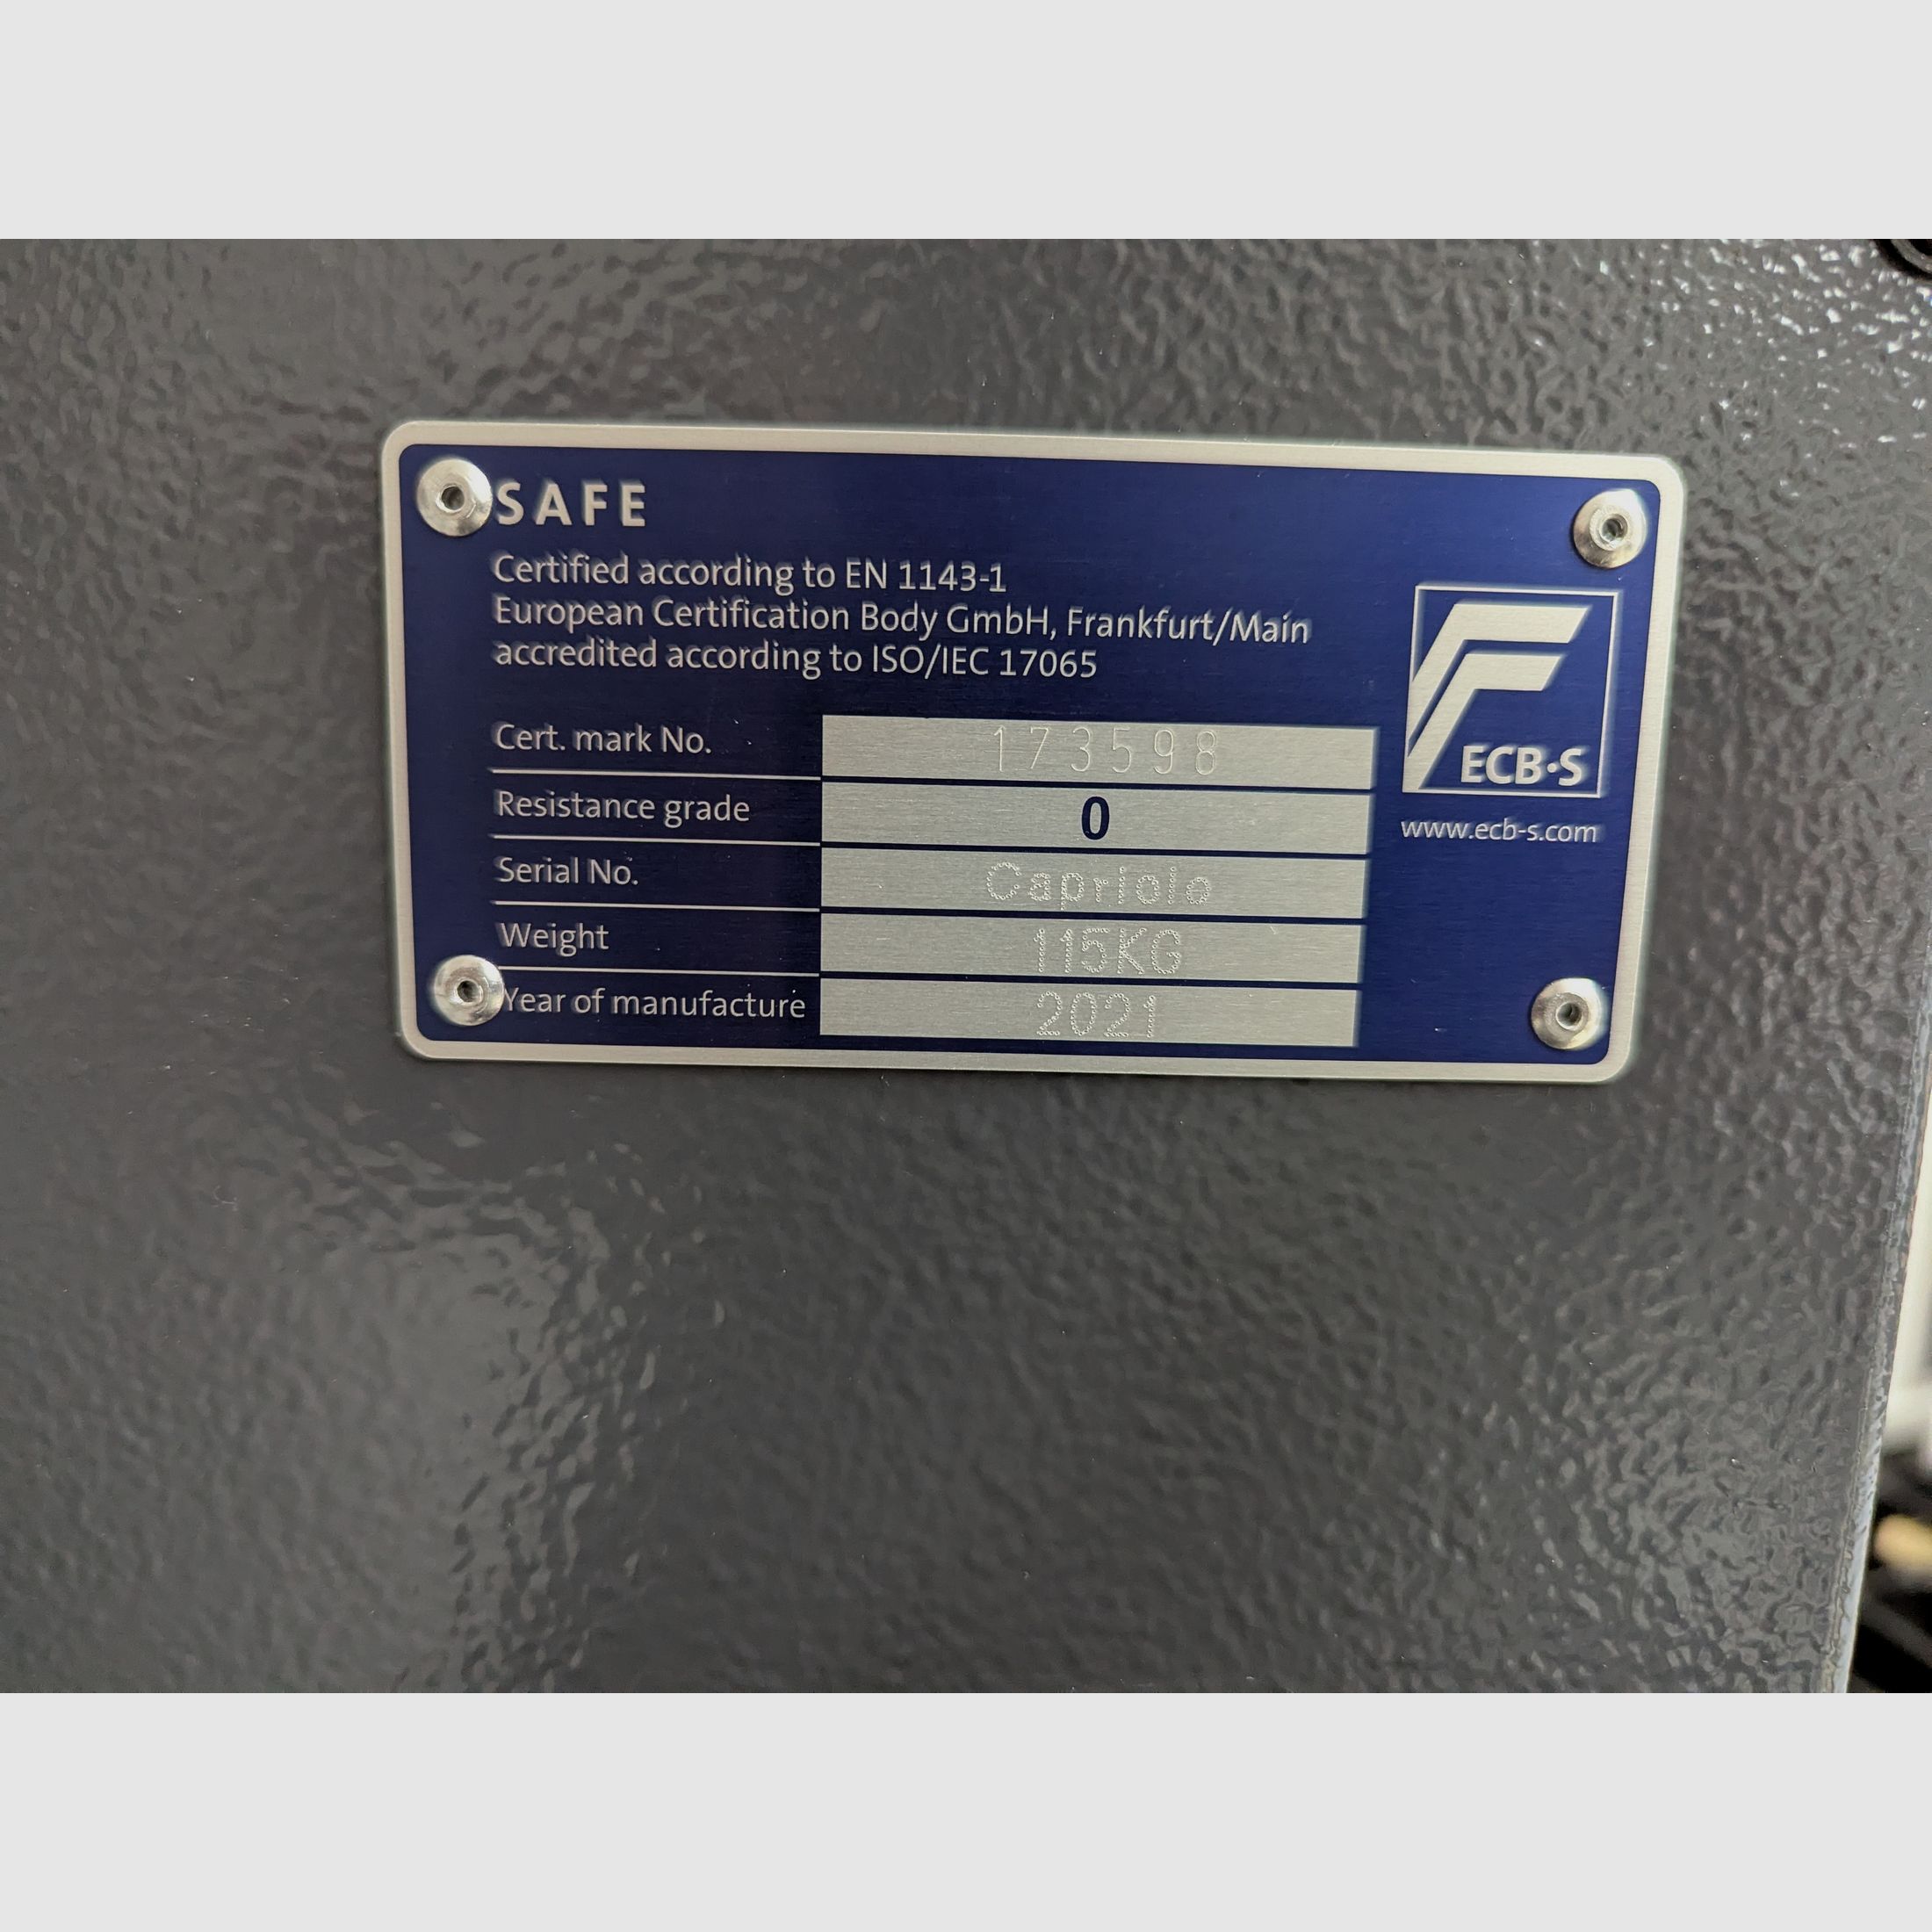 SAFE
Certified according to EN 1143-1
European Certification Body GmbH, Frankfurt/Main
accredited according to ISO/IEC 17065
Cert. mark No. 173598
Resistance grade 0
Serial No. Capriolo
Weight 115KG
Year of manufacture 2021
ECB·S
www.ecb-s.com